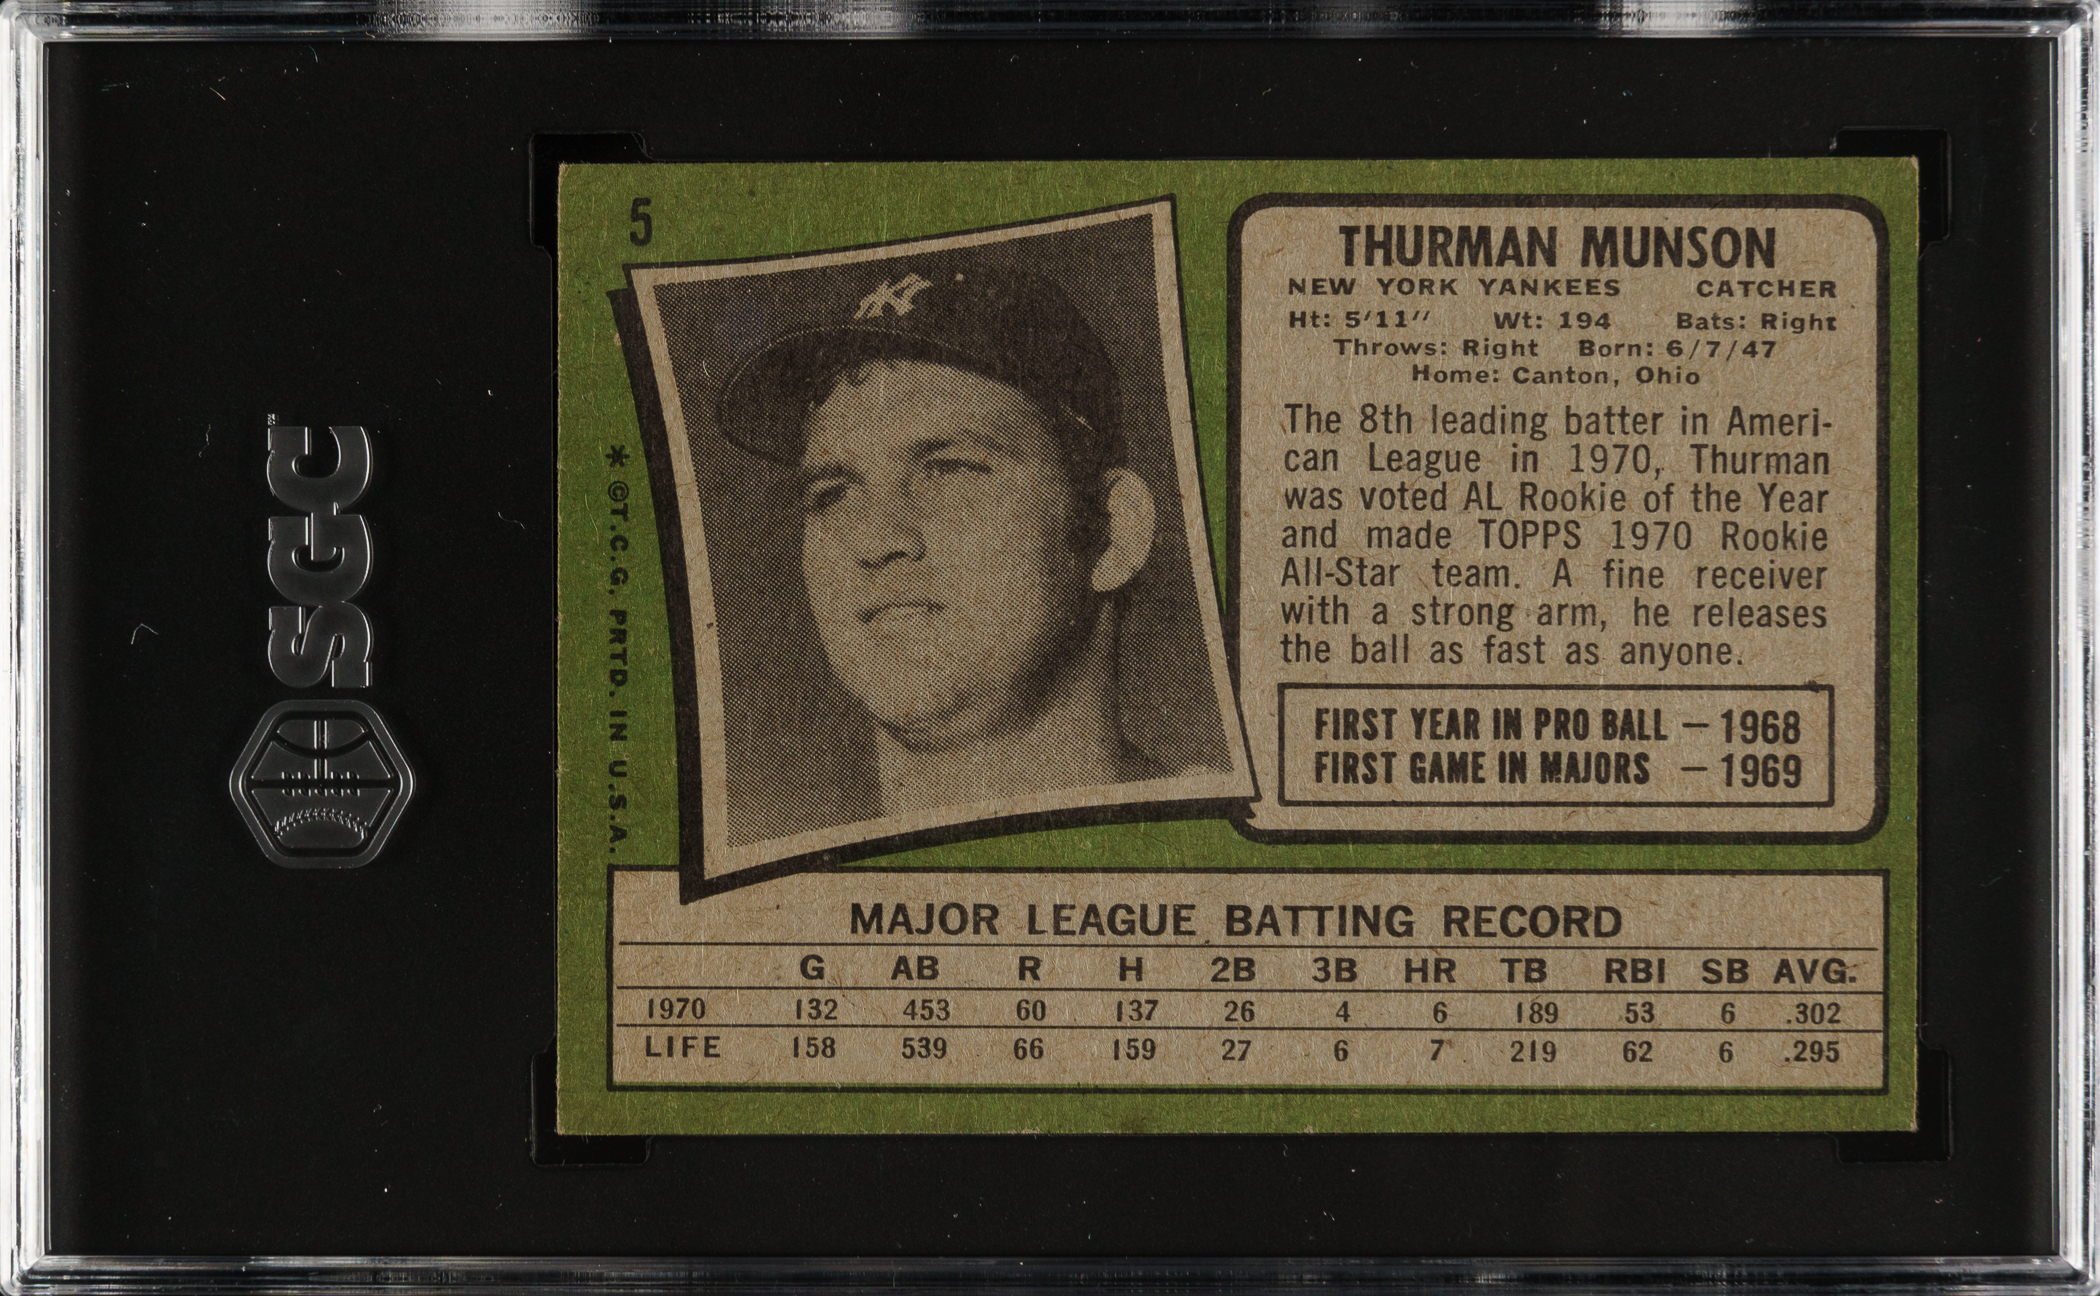 SGC
5
* ©T.C.G. PRTD. IN U.S.A.
NY
THURMAN MUNSON
NEW YORK YANKEES CATCHER
Ht: 5'11'' Wt: 194 Bats: Right
Throws: Right Born: 6/7/47
Home: Canton, Ohio
The 8th leading batter in Ameri-
can League in 1970, Thurman
was voted AL Rookie of the Year
and made TOPPS 1970 Rookie
All-Star team. A fine receiver
with a strong arm, he releases
the ball as fast as anyone.
FIRST YEAR IN PRO BALL — 1968
FIRST GAME IN MAJORS — 1969
MAJOR LEAGUE BATTING RECORD
G AB R H 2B 3B HR TB RBI SB AVG.
1970 132 453 60 137 26 4 6 189 53 6 .302
LIFE 158 539 66 159 27 6 7 219 62 6 .295